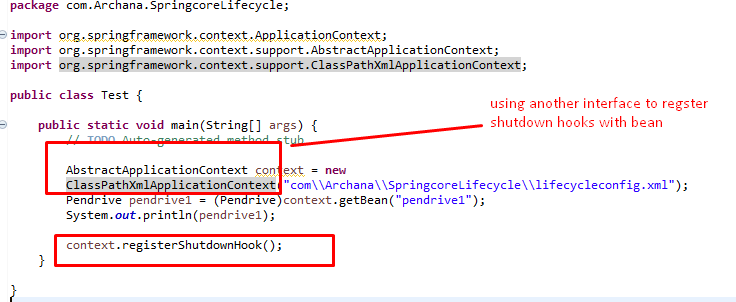 package com.Archana.SpringcoreLifecycle;
import org.springframework.context.ApplicationContext;
import org.springframework.context.support.AbstractApplicationContext;
import org.springframework.context.support.ClassPathXmlApplicationContext;
public class Test {
using another interface to regster
shutdown hooks with bean
public static void main(String[] args) {
// TODO Auto-generated method stub
AbstractApplicationContext context = new
ClassPathXmlApplicationContext("com\\Archana\\SpringcoreLifecycle\\lifecycleconfig.xml");
Pendrive pendrive1 = (Pendrive)context.getBean("pendrive1");
System.out.println(pendrive1);
context.registerShutdownHook();
}
}